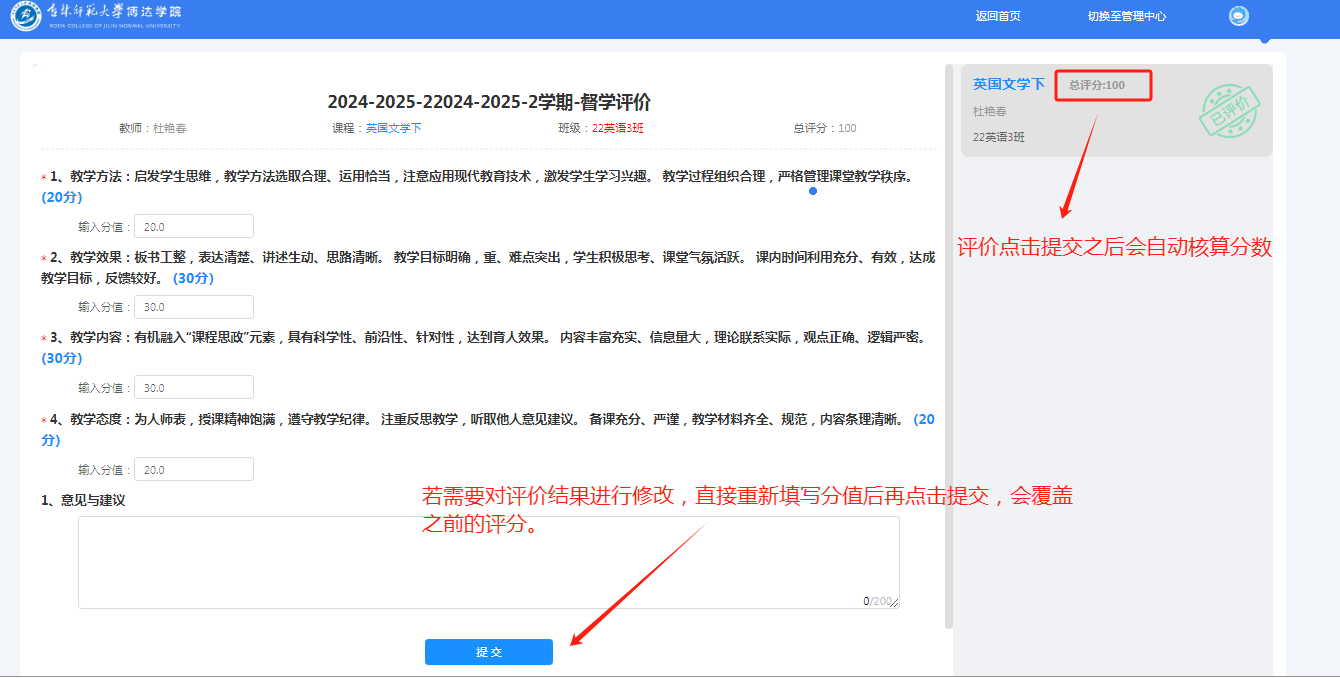 吉林师范大学博达学院
BODA COLLEGE OF JILIN NORMAL UNIVERSITY
返回首页
切换至管理中心
2024-2025-22024-2025-2学期-督学评价
教师：杜艳春
课程：英国文学下
班级：22英语3班
总评分：100
* 1、教学方法：启发学生思维，教学方法选取合理、运用恰当，注意应用现代教育技术，激发学生学习兴趣。 教学过程组织合理，严格管理课堂教学秩序。
(20分)
输入分值： 20.0
* 2、教学效果：板书工整，表达清楚、讲述生动、思路清晰。 教学目标明确，重、难点突出，学生积极思考、课堂气氛活跃。 课内时间利用充分、有效，达成
教学目标，反馈较好。 (30分)
输入分值： 30.0
* 3、教学内容：有机融入“课程思政”元素，具有科学性、前沿性、针对性，达到育人效果。 内容丰富充实、信息量大，理论联系实际，观点正确、逻辑严密。
(30分)
输入分值： 30.0
* 4、教学态度：为人师表，授课精神饱满，遵守教学纪律。 注重反思教学，听取他人意见建议。 备课充分、严谨，教学材料齐全、规范，内容条理清晰。 (20
分)
输入分值： 20.0
1、意见与建议
0/200
提 交
若需要对评价结果进行修改，直接重新填写分值后再点击提交，会覆盖
之前的评分。
英国文学下
总评分:100
杜艳春
22英语3班
已评价
评价点击提交之后会自动核算分数